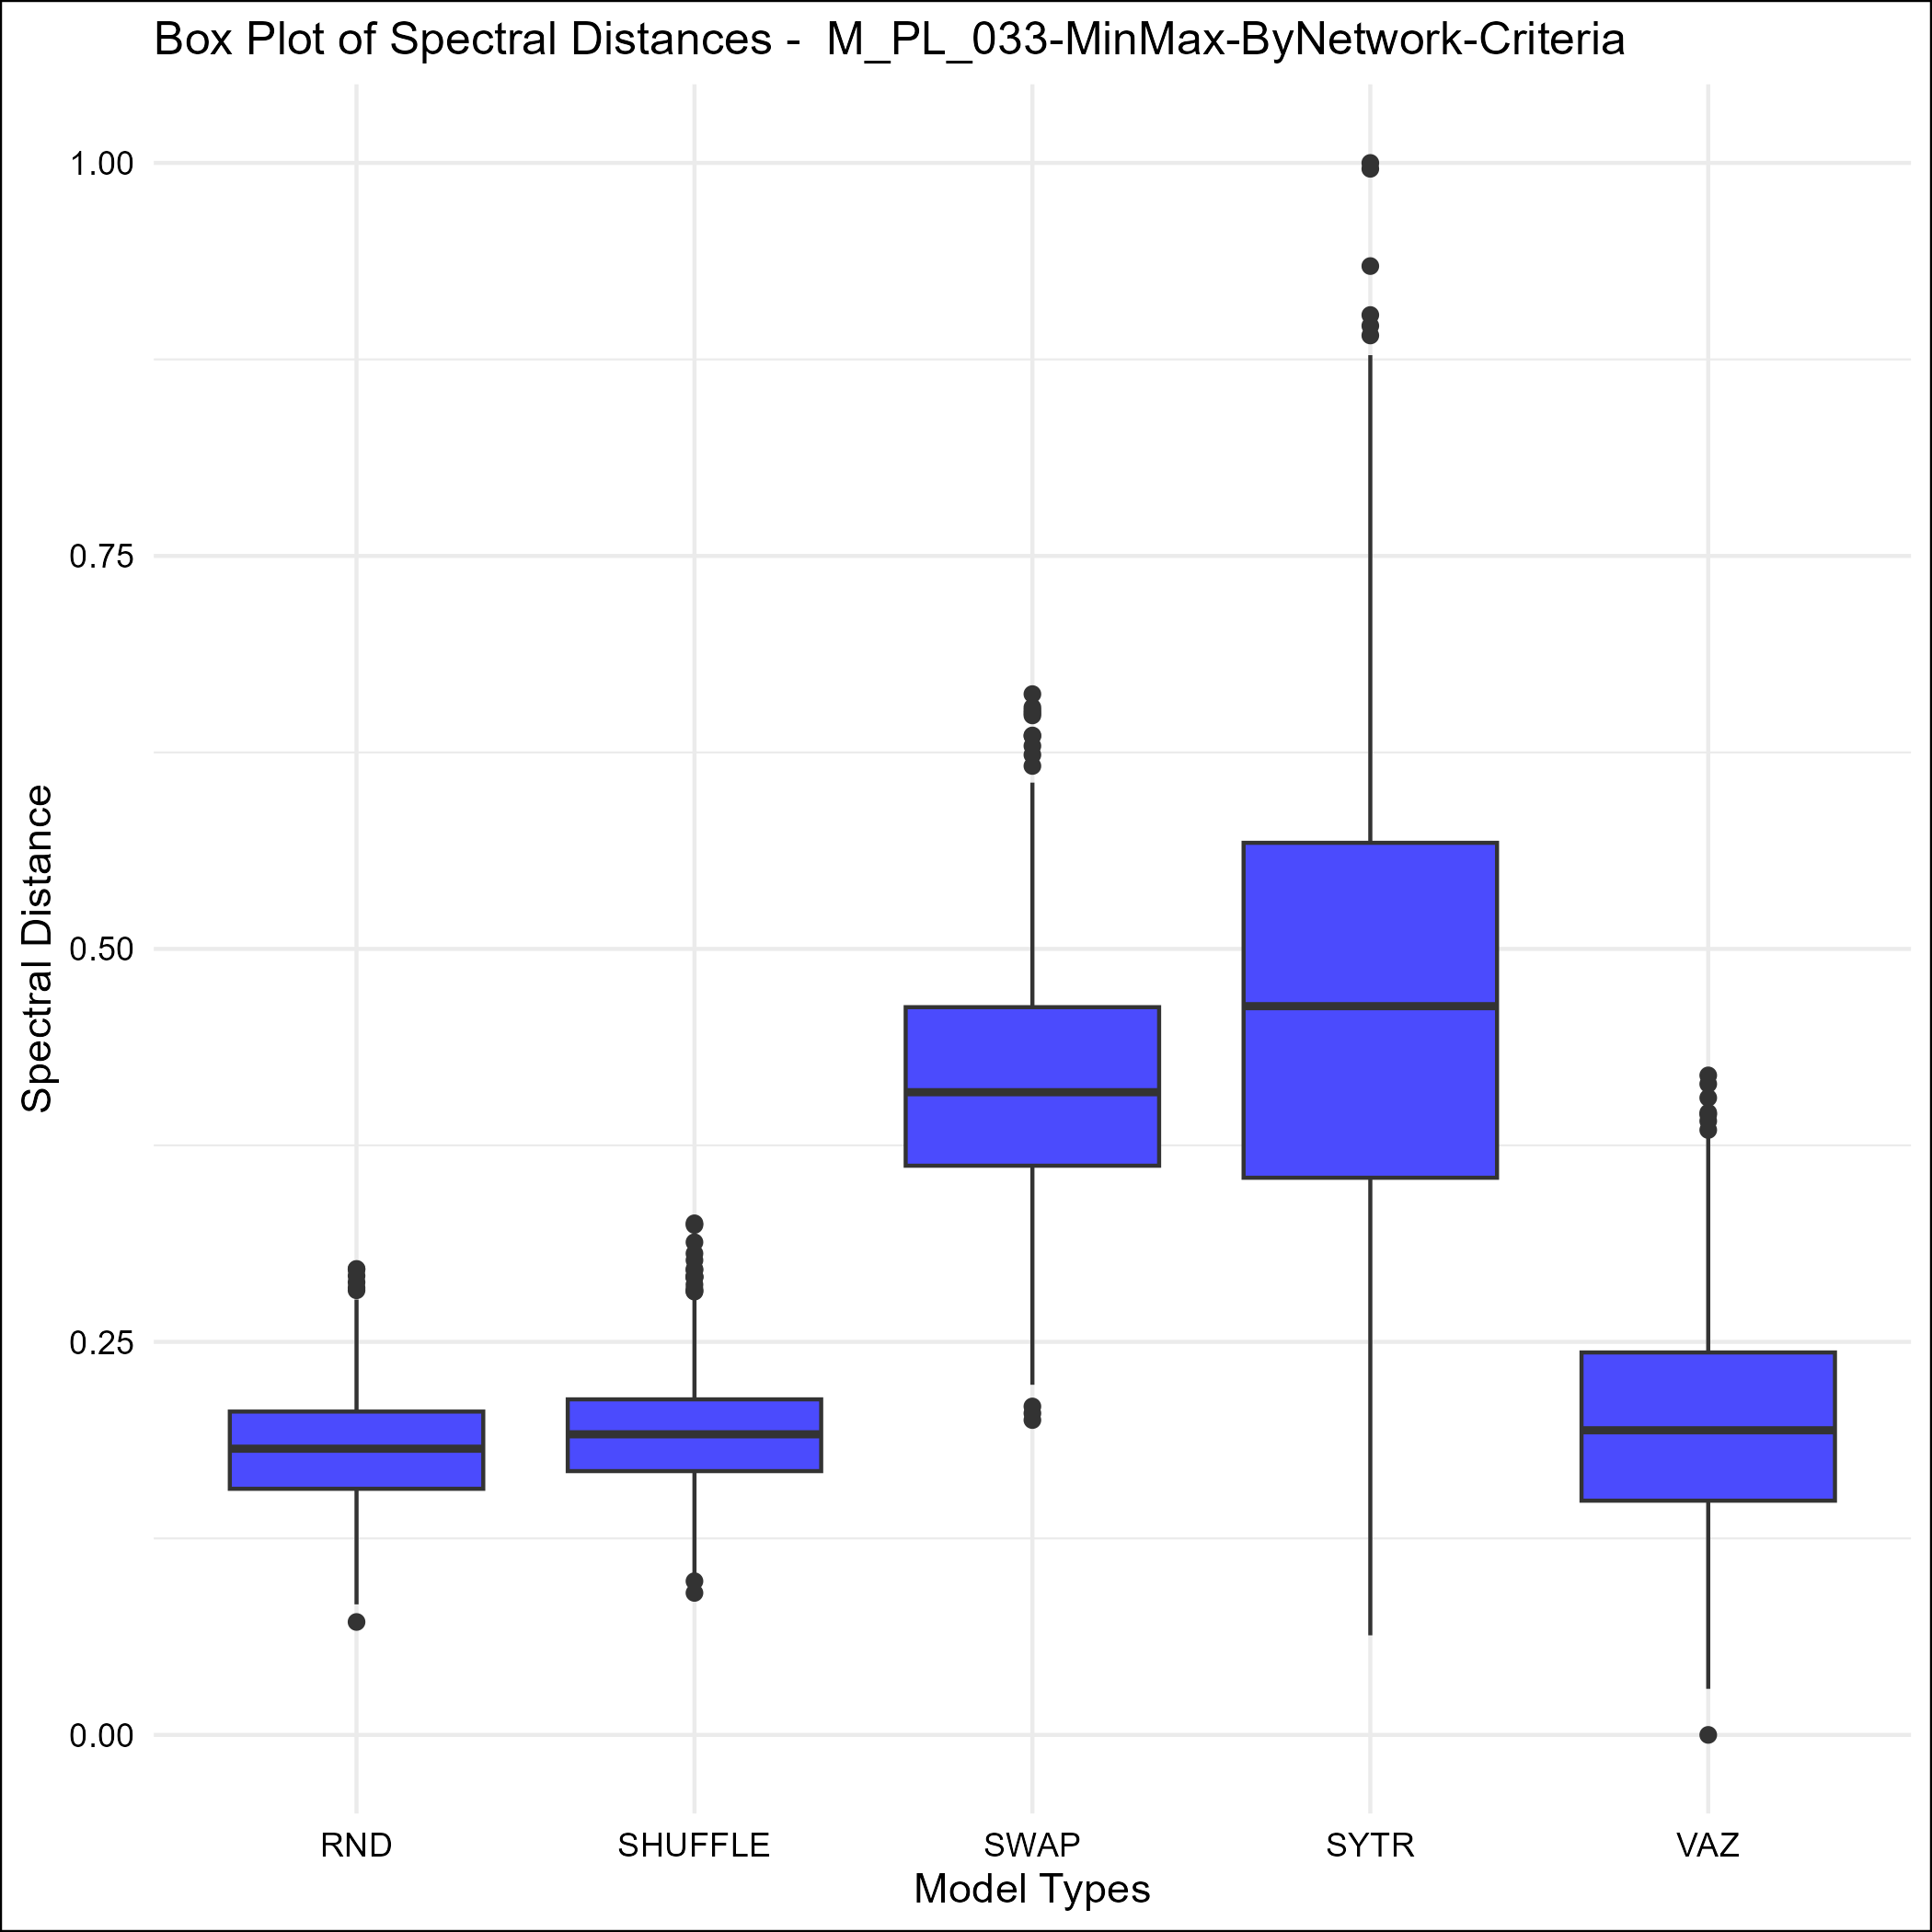 Box Plot of Spectral Distances -  M_PL_033-MinMax-ByNetwork-Criteria
Spectral Distance
1.00
0.75
0.50
0.25
0.00
RND SHUFFLE SWAP SYTR VAZ
Model Types